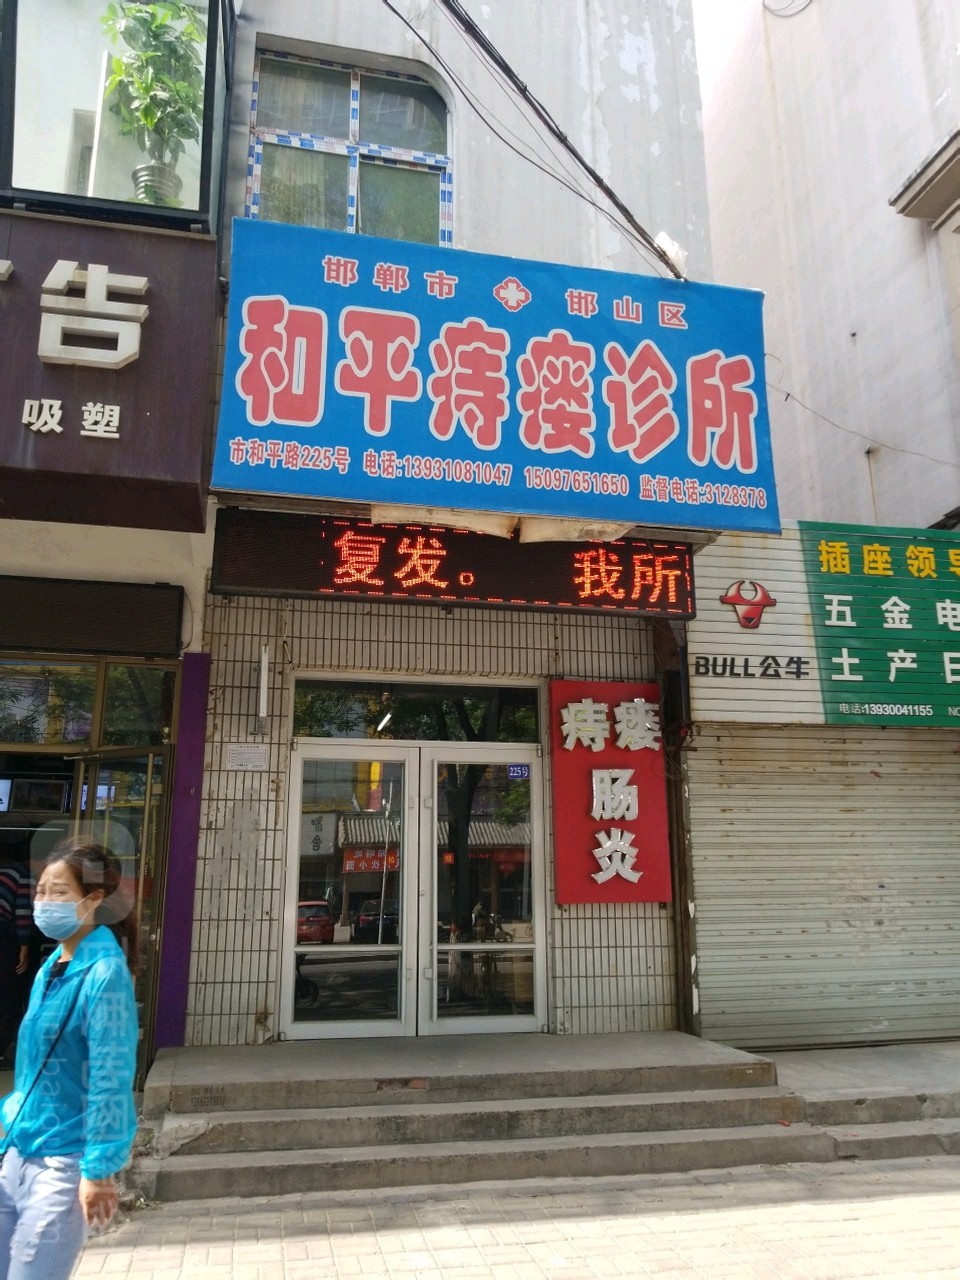 告
吸塑
邯郸市 邯山区
和平痔瘘诊所
市和平路225号 电话:13931081047 15097651650 监督电话:3128378
复发。 我所
插座领导
五金电
BULL公牛
土产日
电话:13930041155
痔瘘
肠
炎
225号